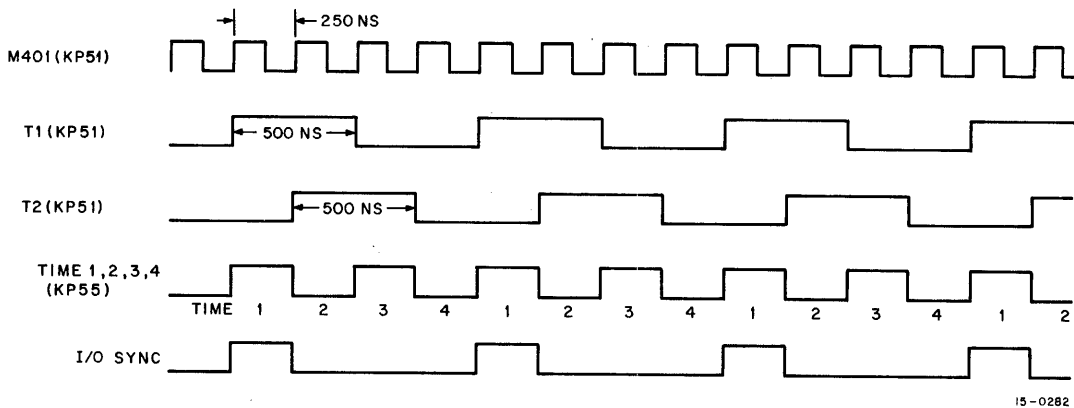 250 NS
M401(KP51)
T1(KP51)
500 NS
T2(KP51)
500 NS
TIME 1,2,3,4
(KP55)
TIME 1 2 3 4 1 2 3 4 1 2 3 4 1 2
I/O SYNC
15-0282